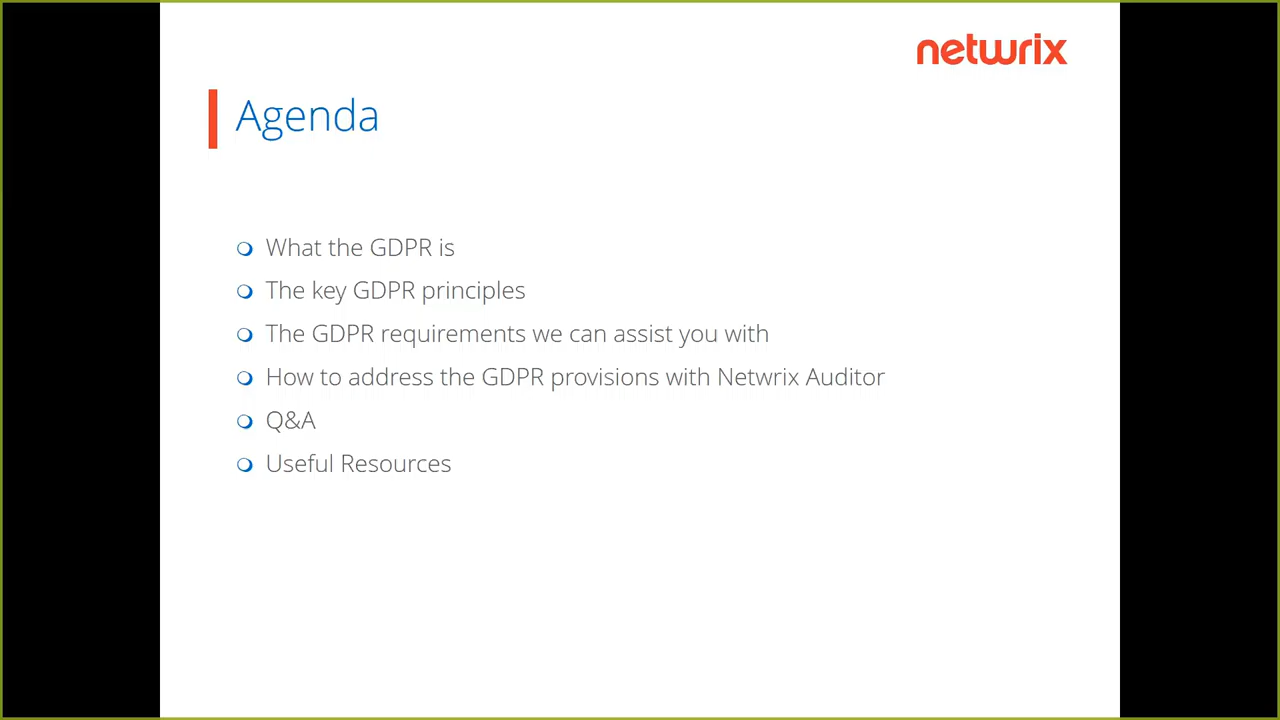 netwrix
Agenda
What the GDPR is
The key GDPR principles
The GDPR requirements we can assist you with
How to address the GDPR provisions with Netwrix Auditor
Q&A
Useful Resources